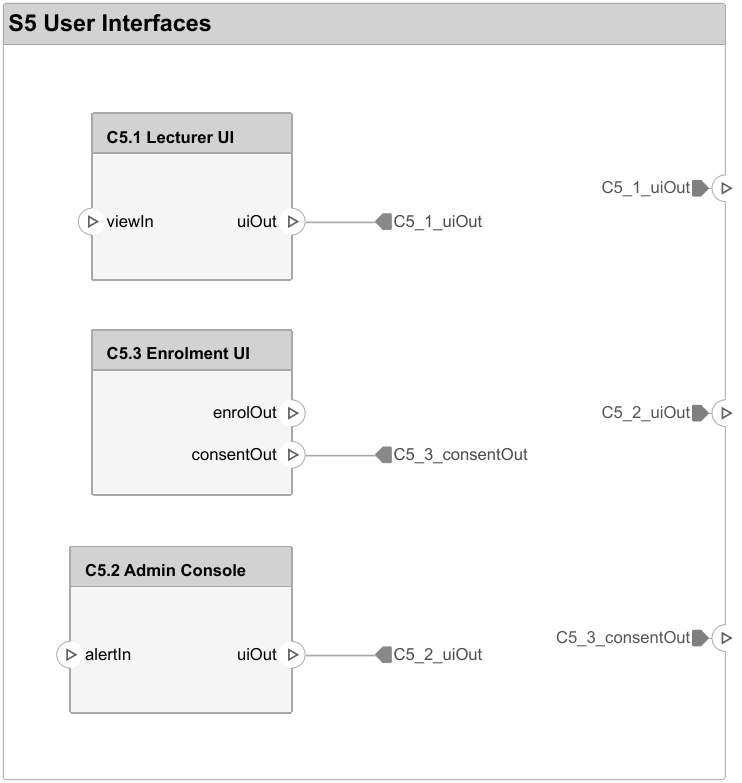 S5 User Interfaces
C5.1 Lecturer UI
C5_1_uiOut
viewIn
uiOut
C5_1_uiOut
C5.3 Enrolment UI
enrolOut
C5_2_uiOut
consentOut
C5_3_consentOut
C5.2 Admin Console
C5_3_consentOut
alertIn
uiOut
C5_2_uiOut